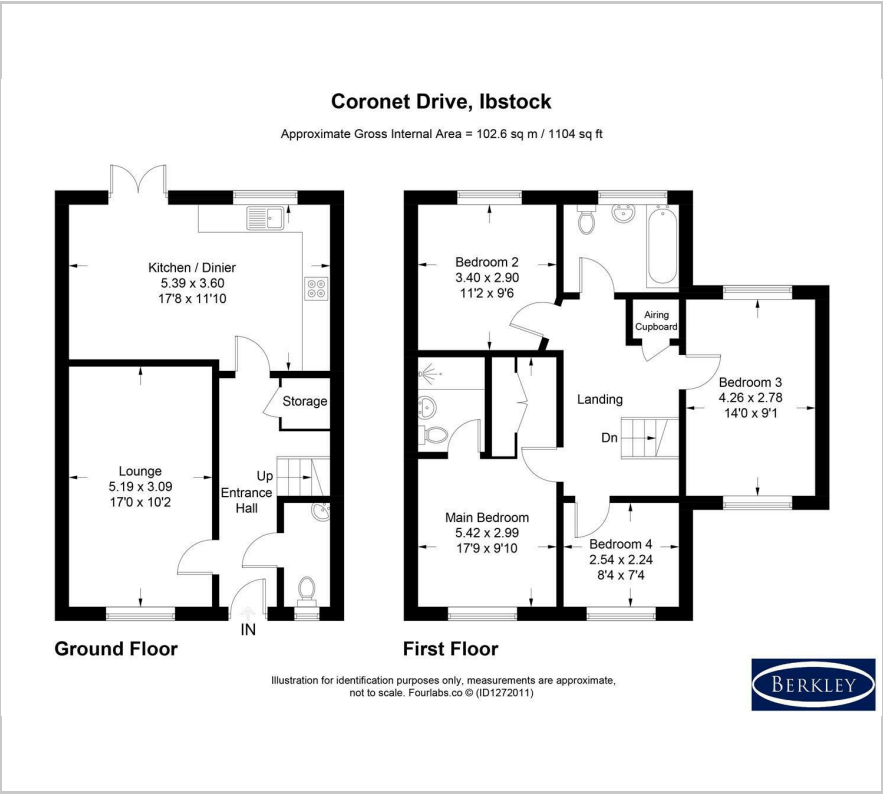 Coronet Drive, Ibstock
Approximate Gross Internal Area = 102.6 sq m / 1104 sq ft
Kitchen / Dinier
5.39 x 3.60
17'8 x 11'10
Storage
Lounge
5.19 x 3.09
17'0 x 10'2
Up
Entrance
Hall
IN
Ground Floor
Bedroom 2
3.40 x 2.90
11'2 x 9'6
Airing
Cupboard
Bedroom 3
4.26 x 2.78
14'0 x 9'1
Landing
Dn
Main Bedroom
5.42 x 2.99
17'9 x 9'10
Bedroom 4
2.54 x 2.24
8'4 x 7'4
First Floor
Illustration for identification purposes only, measurements are approximate,
not to scale. Fourlabs.co © (ID1272011)
BERKLEY